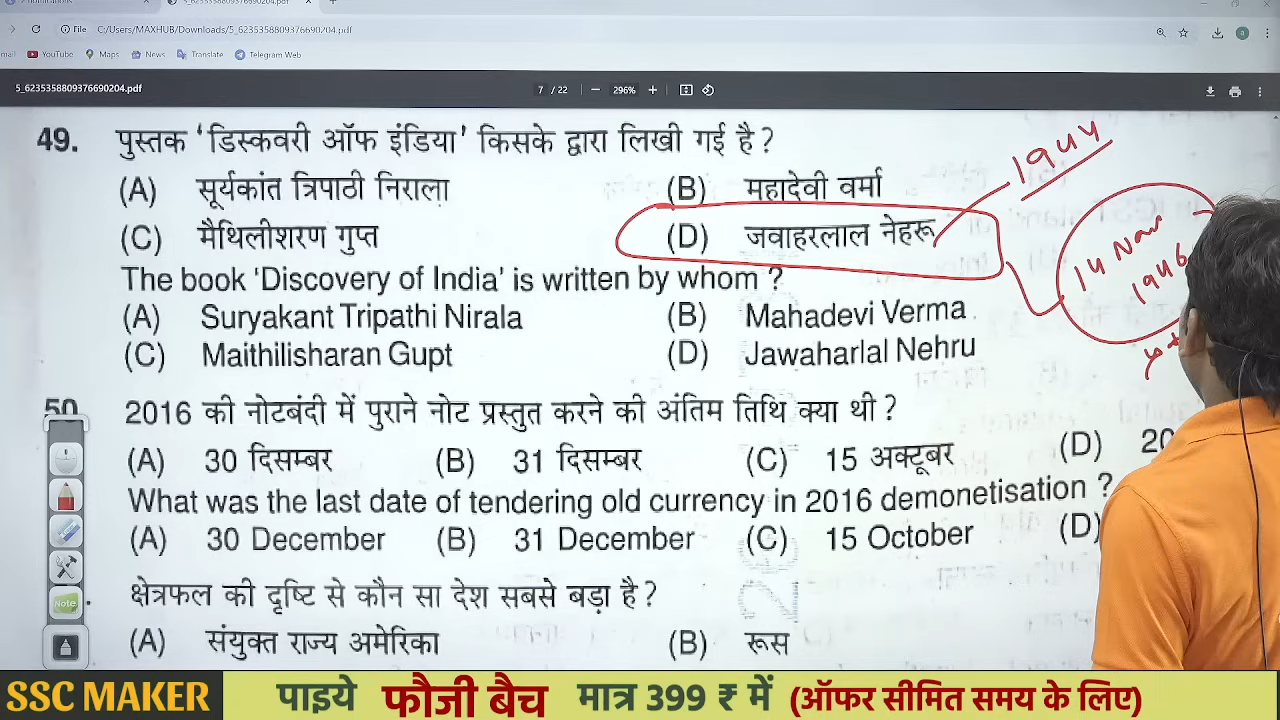 File C:/Users/MAXHUB/Downloads/5_6235358809376690204.pdf
YouTube Maps News Translate Telegram Web
5_6235358809376690204.pdf 7 / 22 296%
49. पुस्तक 'डिस्कवरी ऑफ इंडिया' किसके द्वारा लिखी गई है ?
(A) सूर्यकांत त्रिपाठी निराला (B) महादेवी वर्मा
(C) मैथिलीशरण गुप्त (D) जवाहरलाल नेहरू
1944
14 Nov
1946
The book 'Discovery of India' is written by whom ?
(A) Suryakant Tripathi Nirala (B) Mahadevi Verma
(C) Maithilisharan Gupt (D) Jawaharlal Nehru
50 2016 की नोटबंदी में पुराने नोट प्रस्तुत करने की अंतिम तिथि क्या थी ?
(A) 30 दिसम्बर (B) 31 दिसम्बर (C) 15 अक्टूबर (D) 20
What was the last date of tendering old currency in 2016 demonetisation ?
(A) 30 December (B) 31 December (C) 15 October (D)
क्षेत्रफल की दृष्टि से कौन सा देश सबसे बड़ा है ?
Note
(A) संयुक्त राज्य अमेरिका (B) रूस
SSC MAKER पाइये फौजी बैच मात्र 399 ₹ में (ऑफर सीमित समय के लिए)